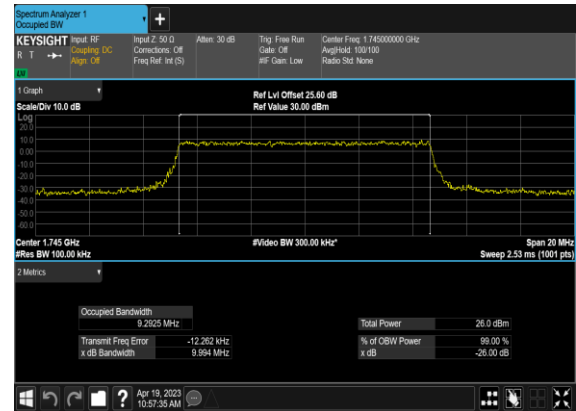 Spectrum Analyzer 1
Occupied BW
KEYSIGHT
R T
Input: RF
Coupling: DC
Align: Off
Input Z: 50 Ω
Corrections: Off
Freq Ref: Int (S)
Atten: 30 dB
Trig: Free Run
Gate: Off
#IF Gain: Low
Center Freq: 1.745000000 GHz
Avg|Hold: 100/100
Radio Std: None
1 Graph
Scale/Div 10.0 dB
Ref Lvl Offset 25.60 dB
Ref Value 30.00 dBm
Log
20.0
10.0
0.00
-10.0
-20.0
-30.0
-40.0
-50.0
-60.0
Center 1.745 GHz
#Video BW 300.00 kHz*
Span 20 MHz
#Res BW 100.00 kHz
Sweep 2.53 ms (1001 pts)
2 Metrics
Occupied Bandwidth
9.2925 MHz
Total Power 26.0 dBm
Transmit Freq Error -12.262 kHz
% of OBW Power 99.00 %
x dB Bandwidth 9.994 MHz
x dB -26.00 dB
?
Apr 19, 2023
10:57:35 AM